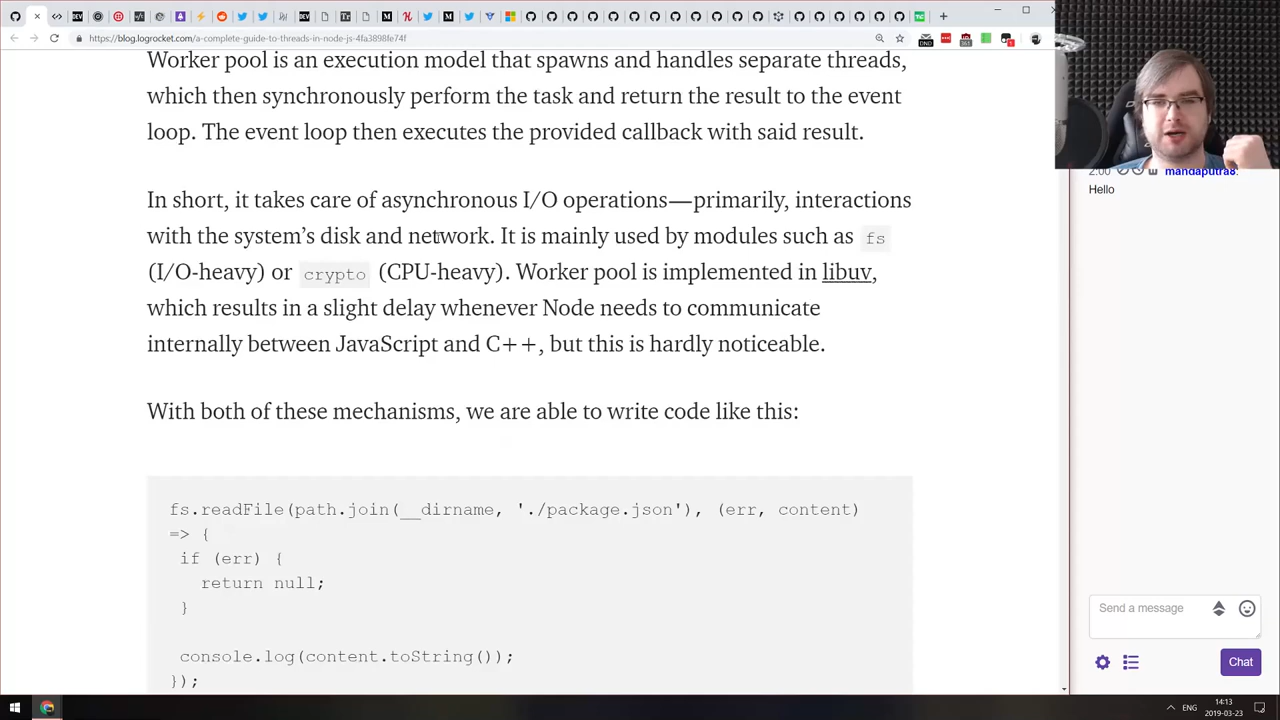 https://blog.logrocket.com/a-complete-guide-to-threads-in-node-js-4fa3898fe74f
Worker pool is an execution model that spawns and handles separate threads,
which then synchronously perform the task and return the result to the event
loop. The event loop then executes the provided callback with said result.
In short, it takes care of asynchronous I/O operations — primarily, interactions
with the system’s disk and network. It is mainly used by modules such as fs
(I/O-heavy) or crypto (CPU-heavy). Worker pool is implemented in libuv,
which results in a slight delay whenever Node needs to communicate
internally between JavaScript and C++, but this is hardly noticeable.
With both of these mechanisms, we are able to write code like this:
fs.readFile(path.join(__dirname, './package.json'), (err, content)
=> {
if (err) {
return null;
}
console.log(content.toString());
});
2:00 mandaputra8:
Hello
Send a message
Chat
ENG
14:13
2019-03-23